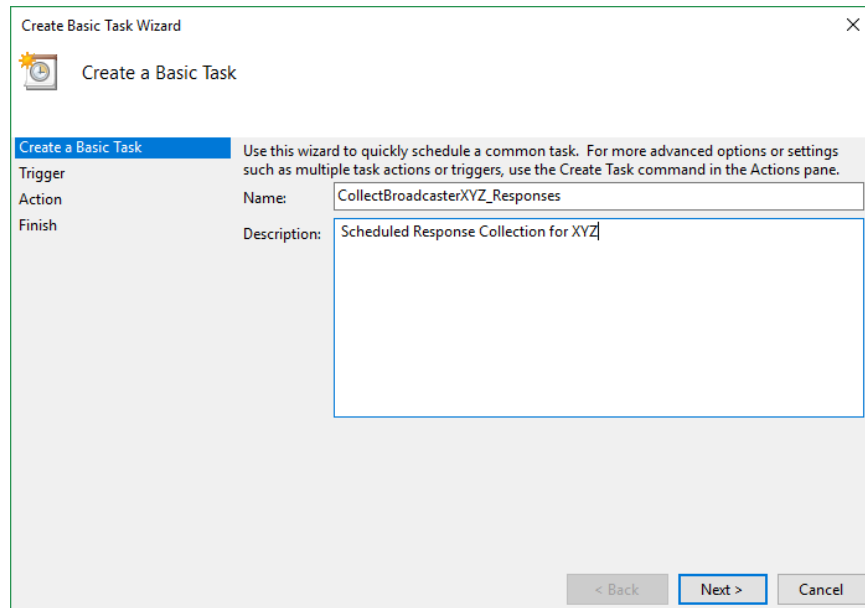 Create Basic Task Wizard
Create a Basic Task
Create a Basic Task
Use this wizard to quickly schedule a common task.  For more advanced options or settings
such as multiple task actions or triggers, use the Create Task command in the Actions pane.
Trigger
Action
Name: CollectBroadcasterXYZ_Responses
Finish
Description: Scheduled Response Collection for XYZ
< Back Next > Cancel